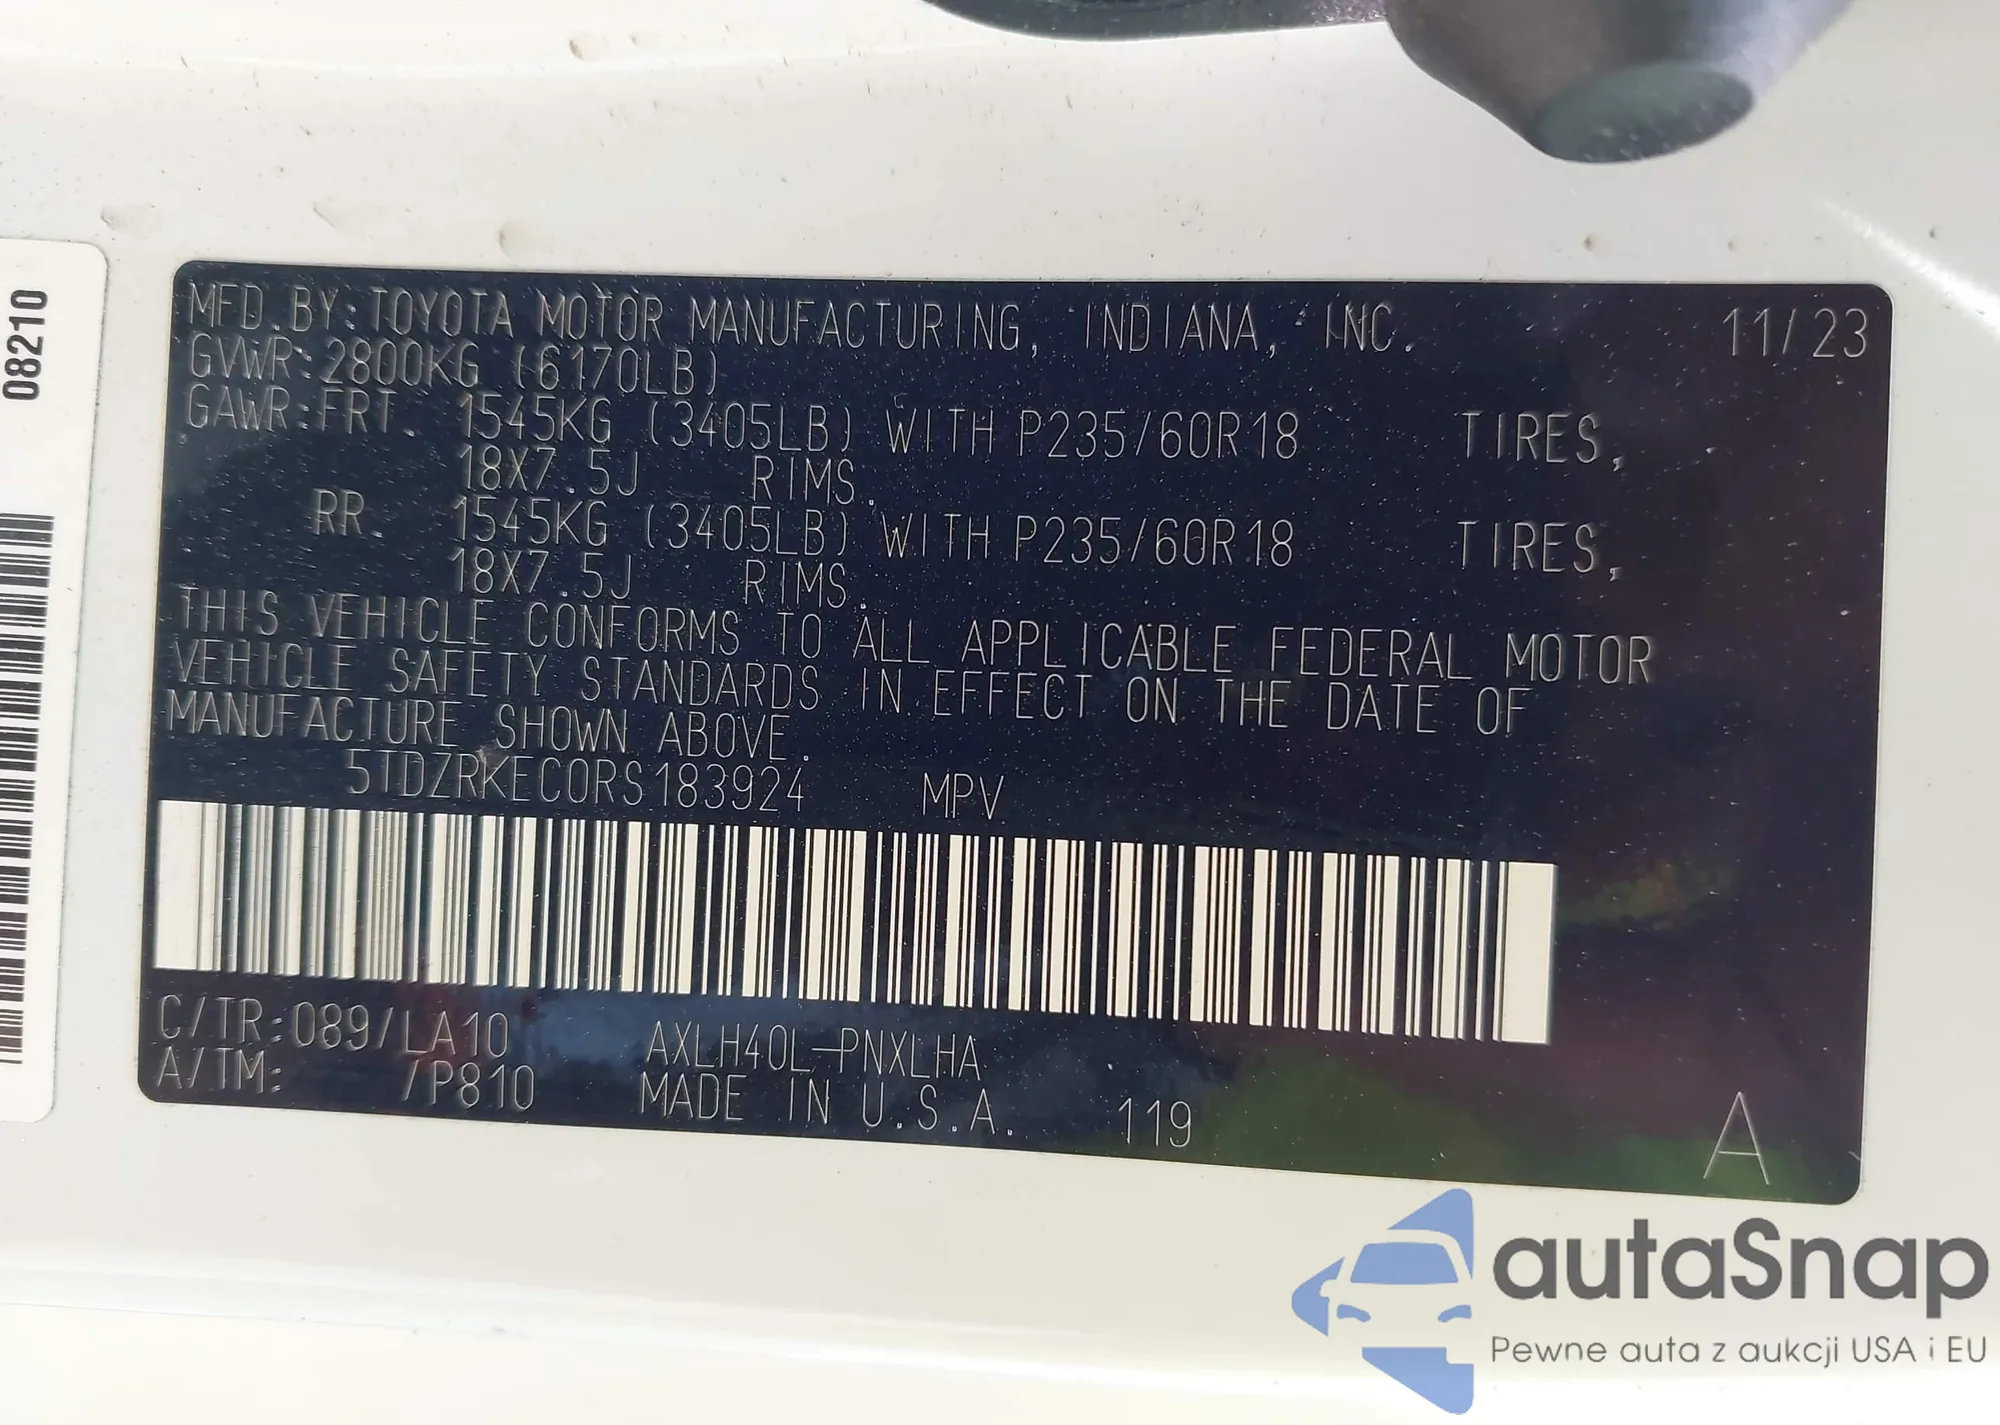 08210
MFD.BY:TOYOTA MOTOR MANUFACTURING, INDIANA, INC. 11/23
GVWR:2800KG (6170LB)
GAWR:FRT. 1545KG (3405LB) WITH P235/60R18 TIRES,
18X7.5J RIMS.
RR. 1545KG (3405LB) WITH P235/60R18 TIRES,
18X7.5J RIMS.
THIS VEHICLE CONFORMS TO ALL APPLICABLE FEDERAL MOTOR
VEHICLE SAFETY STANDARDS IN EFFECT ON THE DATE OF
MANUFACTURE SHOWN ABOVE.
5TDZRKEC0RS183924 MPV
C/TR:089/LA10 AXLH40L-PNXLHA
A/TM: /P810 MADE IN U.S.A. 119 A
autaSnap
Pewne auta z aukcji USA i EU